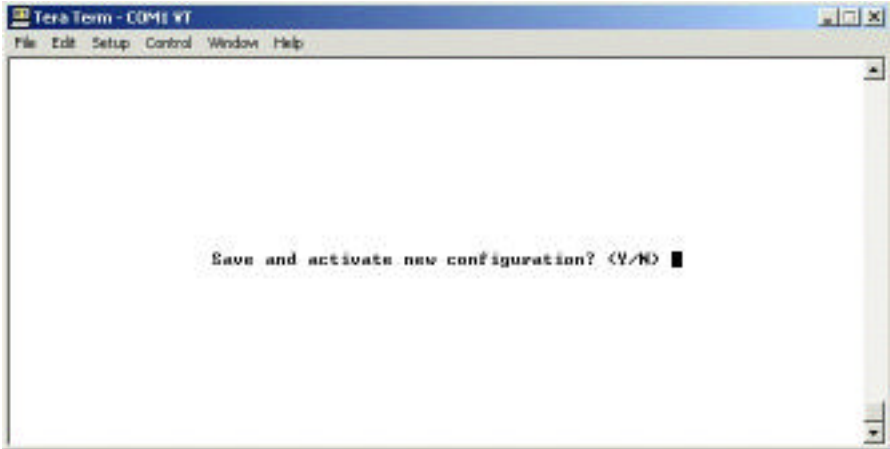 Tera Term - COM1 VT
File Edit Setup Control Window Help
Save and activate new configuration? (Y/N)